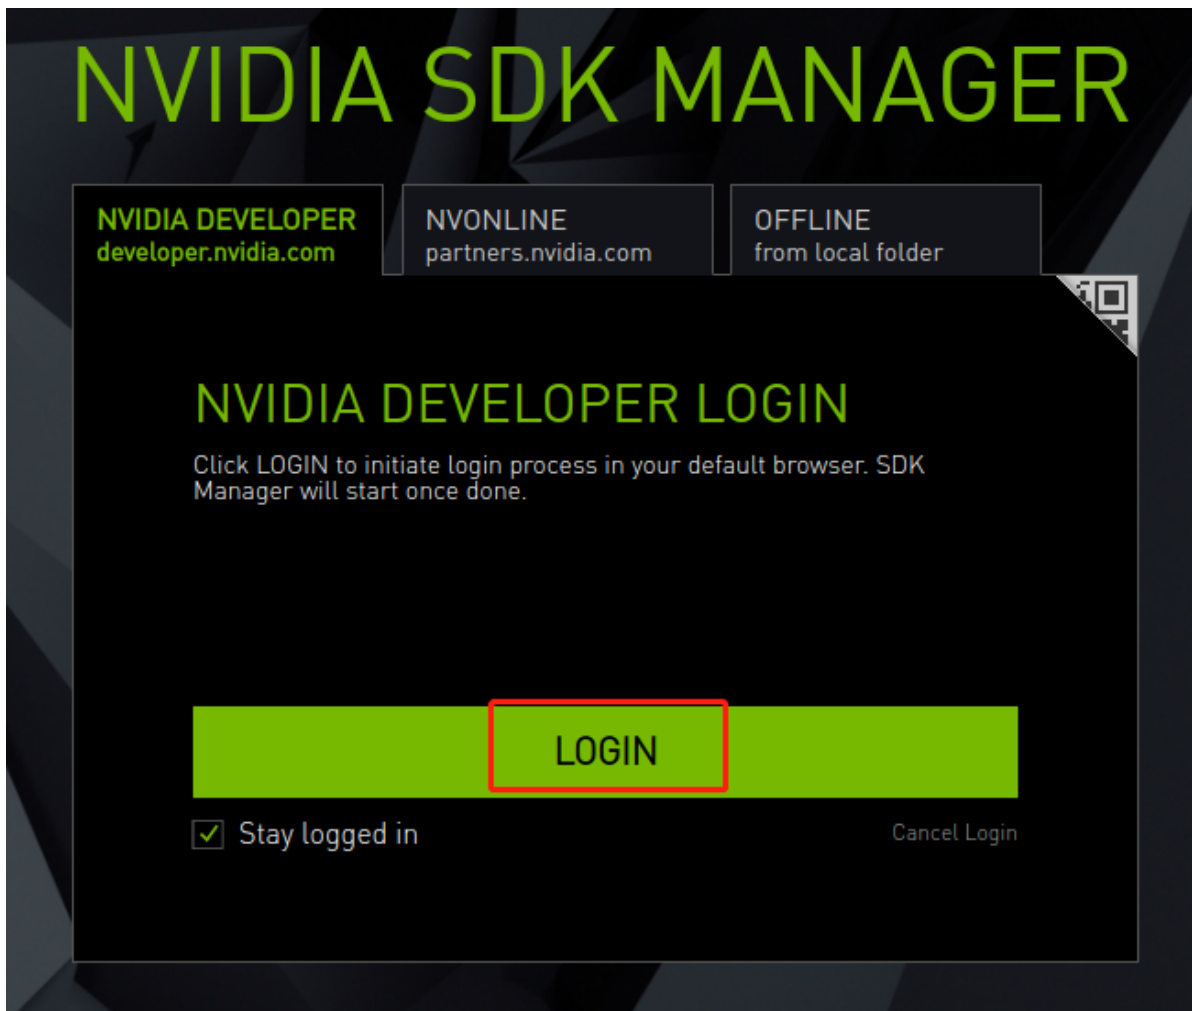 NVIDIA SDK MANAGER
NVIDIA DEVELOPER
developer.nvidia.com
NVONLINE
partners.nvidia.com
OFFLINE
from local folder
NVIDIA DEVELOPER LOGIN
Click LOGIN to initiate login process in your default browser. SDK
Manager will start once done.
LOGIN
Stay logged in
Cancel Login